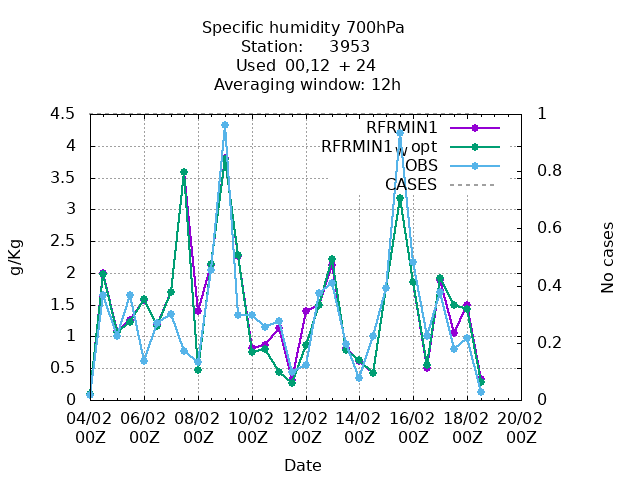 Specific humidity 700hPa
Station: 3953
Used 00,12 + 24
Averaging window: 12h
RFRMIN1
RFRMIN1w opt
OBS
CASES
4.5
4
3.5
3
2.5
2
1.5
1
0.5
0
1
0.8
0.6
0.4
0.2
0
g/Kg
No cases
04/02 06/02 08/02 10/02 12/02 14/02 16/02 18/02 20/02
00Z 00Z 00Z 00Z 00Z 00Z 00Z 00Z 00Z
Date